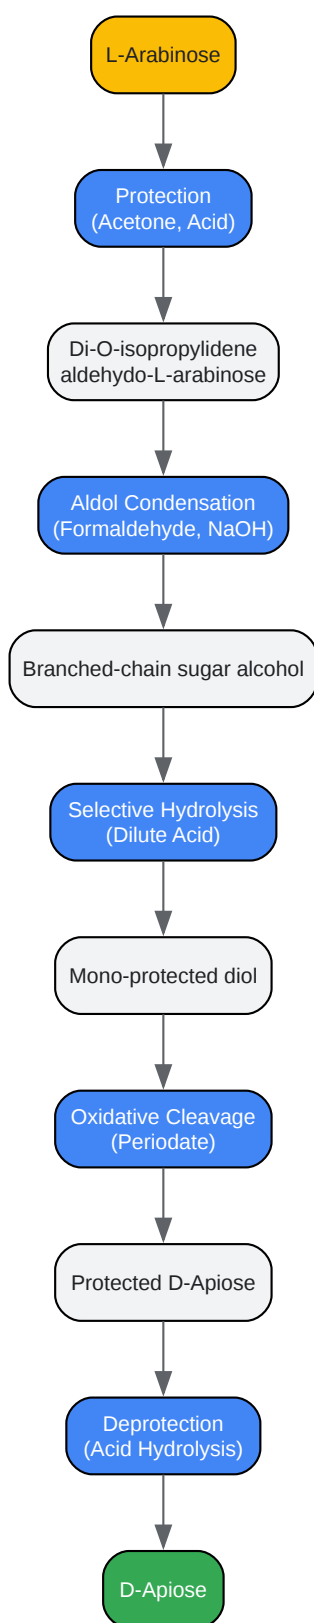 L-Arabinose
Protection
(Acetone, Acid)
Di-O-isopropylidene
aldehydo-L-arabinose
Aldol Condensation
(Formaldehyde, NaOH)
Branched-chain sugar alcohol
Selective Hydrolysis
(Dilute Acid)
Mono-protected diol
Oxidative Cleavage
(Periodate)
Protected D-Apiose
Deprotection
(Acid Hydrolysis)
D-Apiose